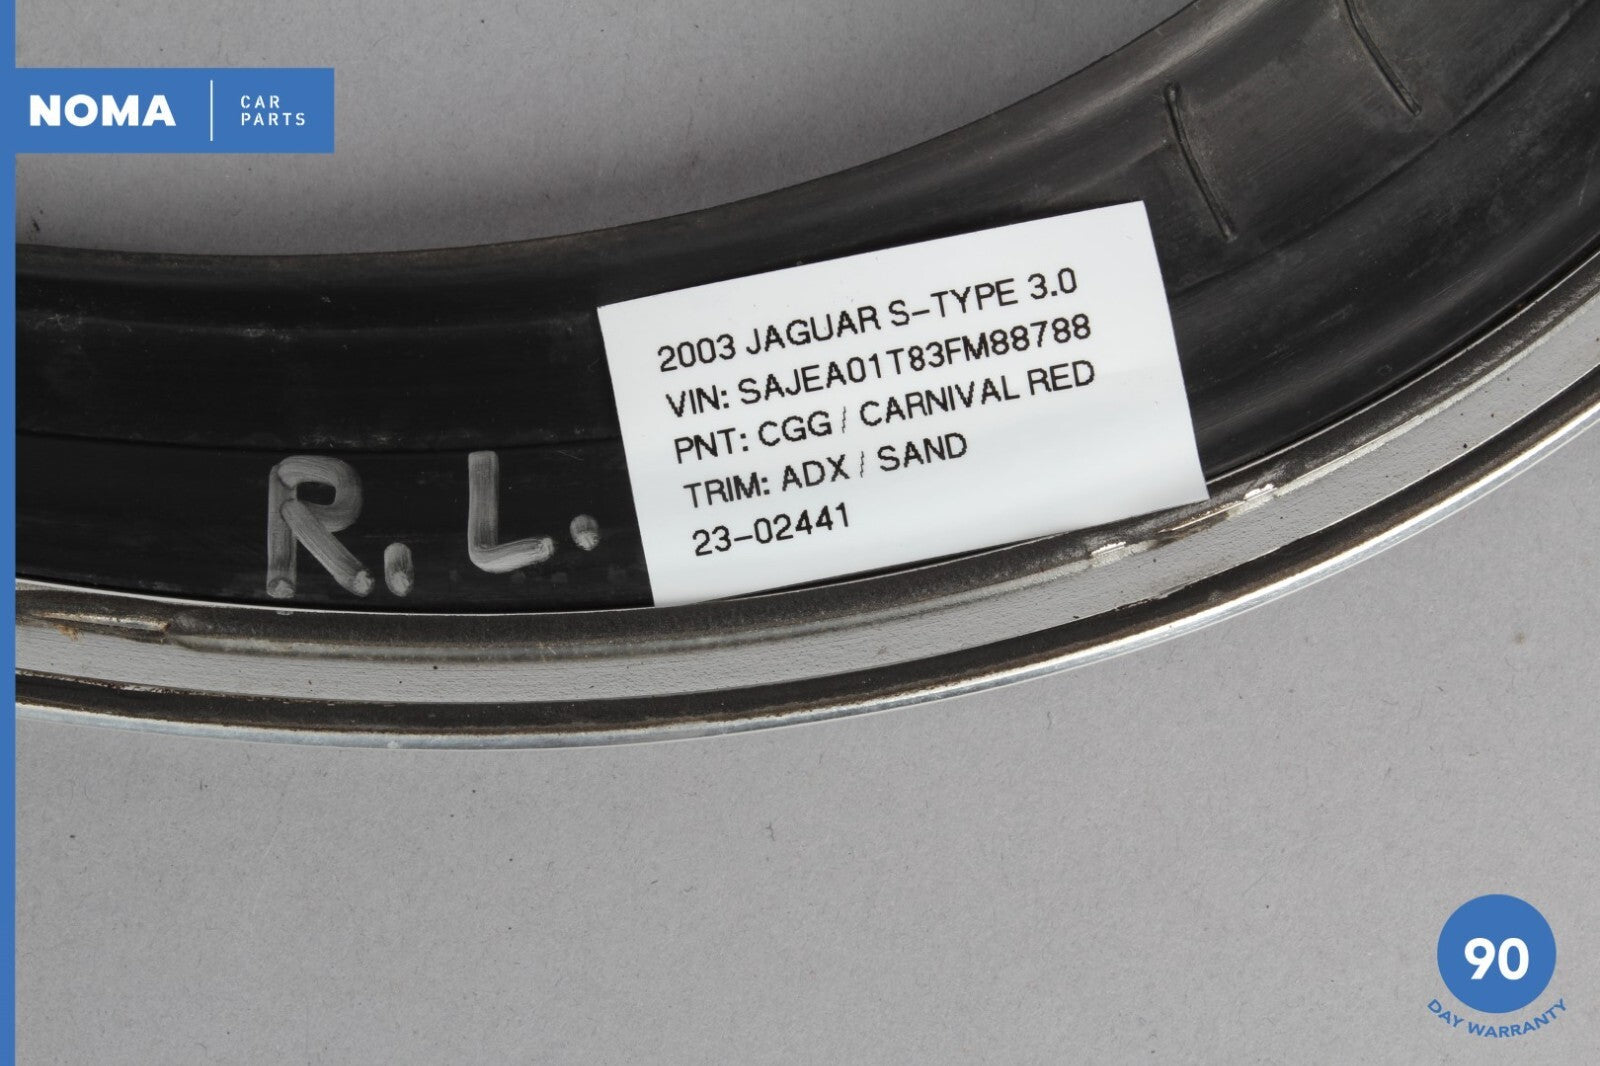 NOMA
CAR
PARTS
2003 JAGUAR S-TYPE 3.0
VIN: SAJEA01T83FM88788
PNT: CGG / CARNIVAL RED
TRIM: ADX / SAND
23-02441
R. L.
90
DAY WARRANTY